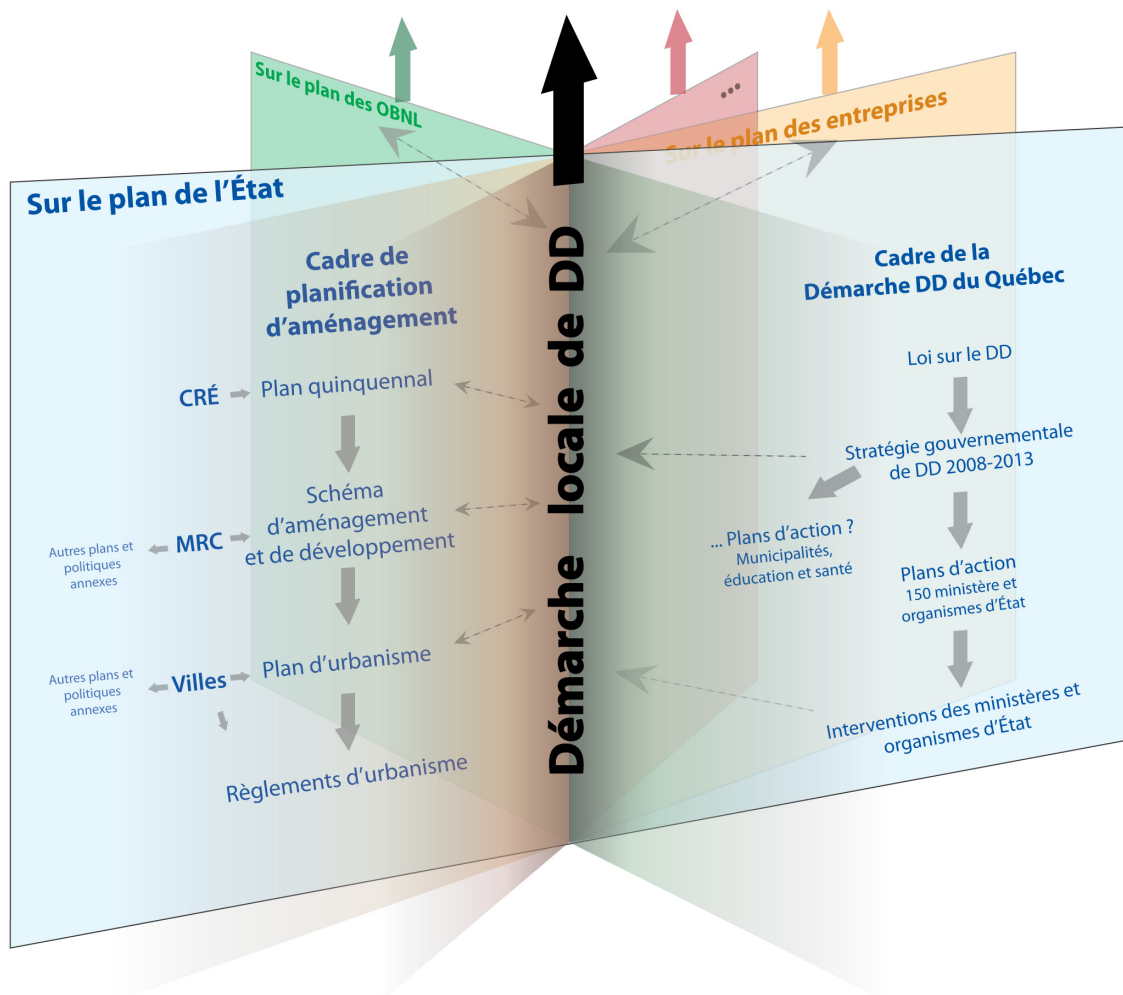 Sur le plan des OBNL
...
Sur le plan des entreprises
Sur le plan de l'État
Démarche locale de DD
Cadre de
planification
d'aménagement
CRÉ
Plan quinquennal
Schéma
d'aménagement
et de développement
MRC
Autres plans et
politiques
annexes
Plan d'urbanisme
Villes
Autres plans et
politiques
annexes
Règlements d'urbanisme
Cadre de la
Démarche DD du Québec
Loi sur le DD
Stratégie gouvernementale
de DD 2008-2013
... Plans d'action ?
Municipalités,
éducation et santé
Plans d'action
150 ministère et
organismes d'État
Interventions des ministères et
organismes d'État